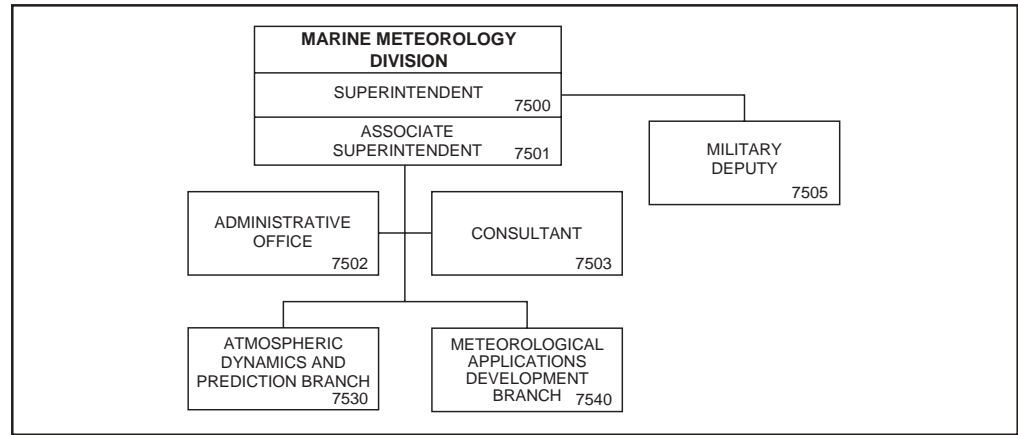 MARINE METEOROLOGY
DIVISION
SUPERINTENDENT
7500
ASSOCIATE
SUPERINTENDENT
7501
MILITARY
DEPUTY
7505
ADMINISTRATIVE
OFFICE
7502
CONSULTANT
7503
ATMOSPHERIC
DYNAMICS AND
PREDICTION BRANCH
7530
METEOROLOGICAL
APPLICATIONS
DEVELOPMENT
BRANCH 7540